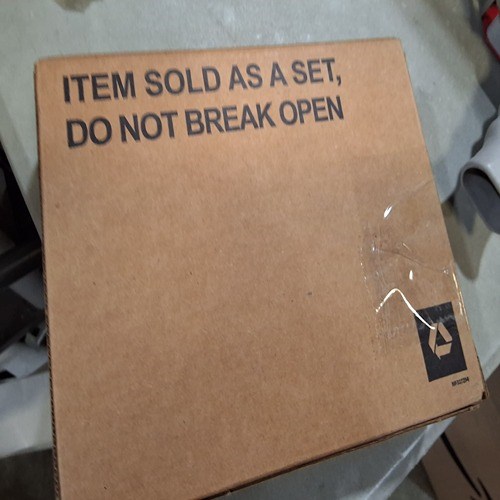 ITEM SOLD AS A SET,
DO NOT BREAK OPEN